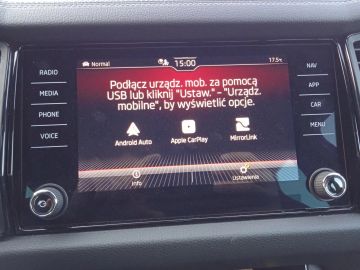 Normal 15:00 17.5°c
RADIO
MEDIA
PHONE
VOICE
Podłącz urządz. mob. za pomocą
USB lub kliknij "Ustaw." - "Urządz.
mobilne", by wyświetlić opcje.
Android Auto Apple CarPlay MirrorLink
Info Ustawienia
NAV
APP
CAR
MENU